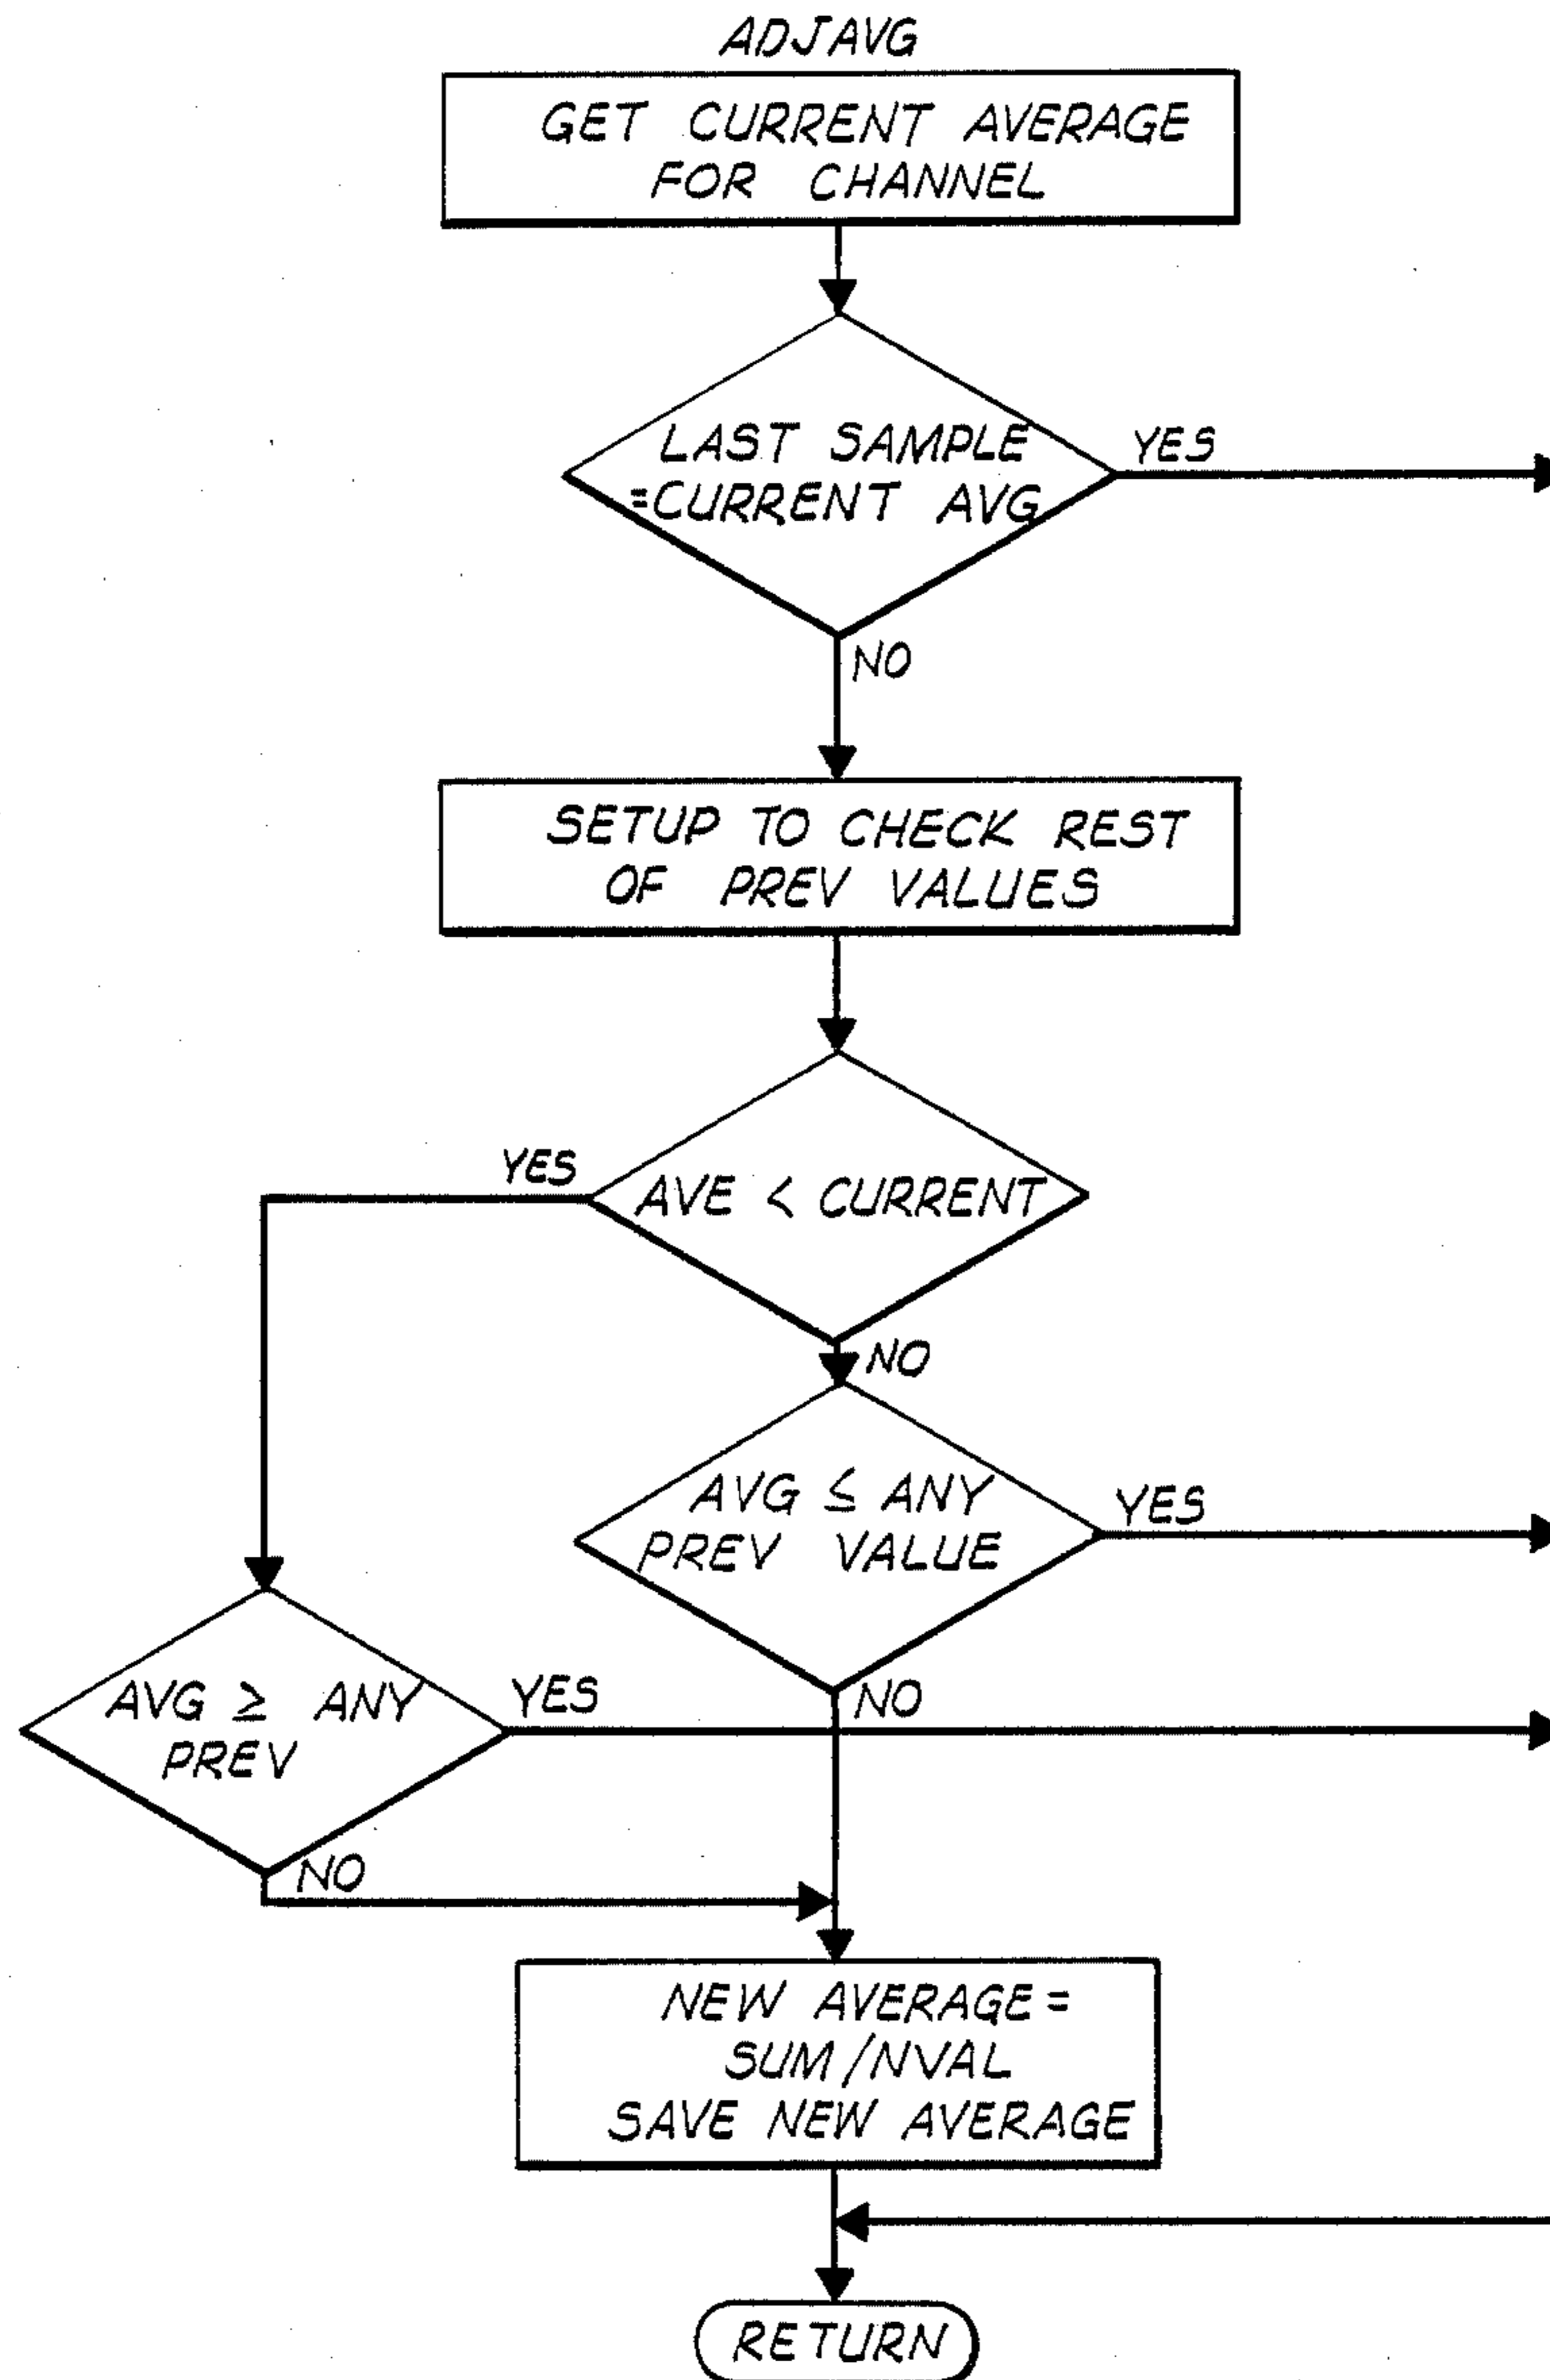 ADJAVG
GET CURRENT AVERAGE
FOR CHANNEL
LAST SAMPLE
=CURRENT AVG
YES
NO
SETUP TO CHECK REST
OF PREV VALUES
YES
AVE < CURRENT
NO
AVG ≤ ANY
PREV VALUE
YES
AVG ≥ ANY
PREV
YES
NO
NO
NEW AVERAGE=
SUM/NVAL
SAVE NEW AVERAGE
RETURN